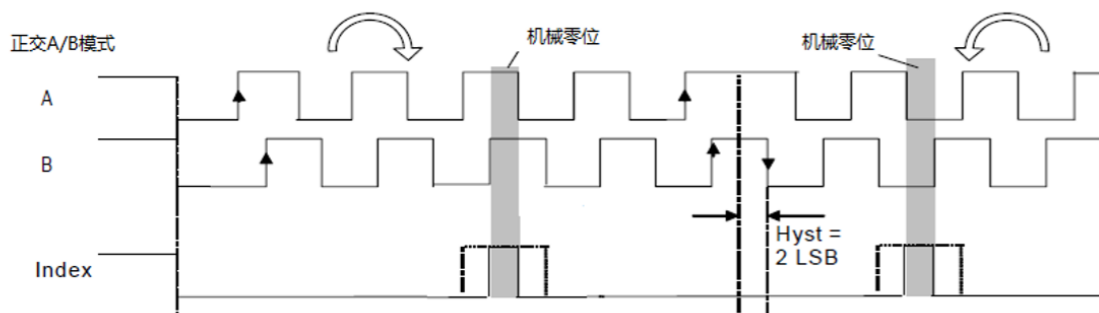 正交A/B模式
机械零位
机械零位
A
B
Hyst =
2 LSB
Index